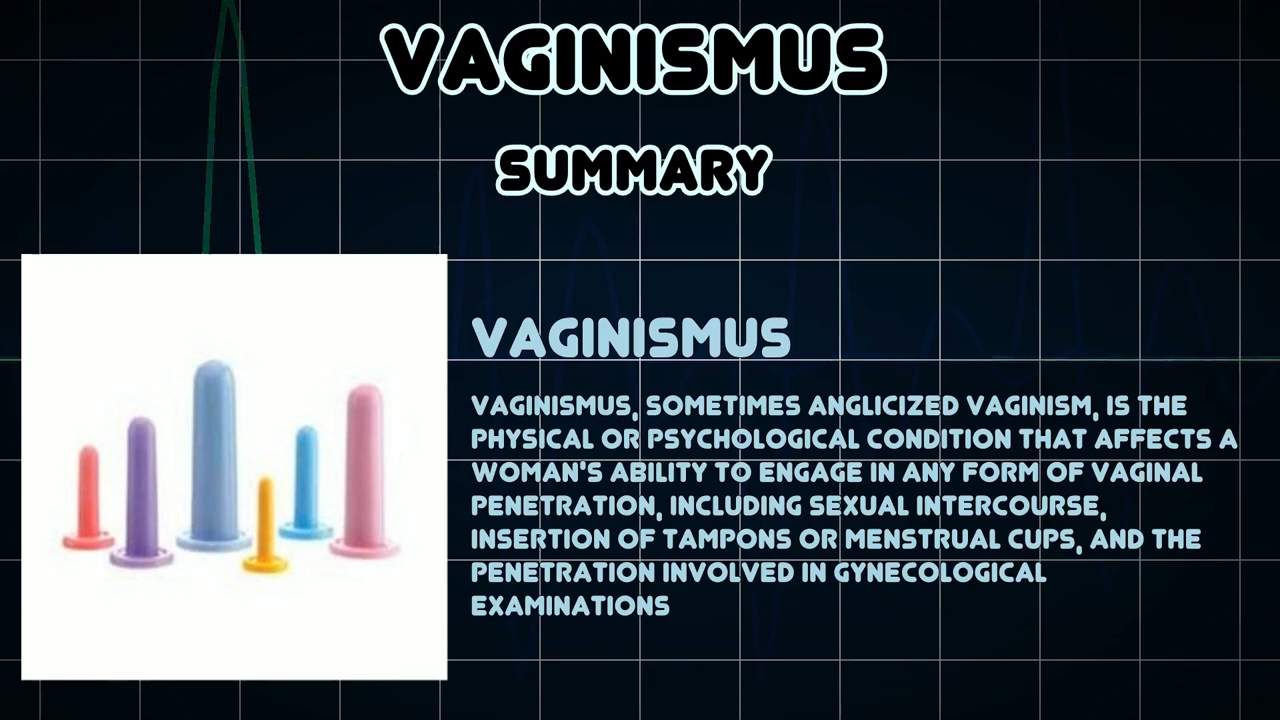 VAGINISMUS
SUMMARY
VAGINISMUS
VAGINISMUS, SOMETIMES ANGLICIZED VAGINISM, IS THE
PHYSICAL OR PSYCHOLOGICAL CONDITION THAT AFFECTS A
WOMAN'S ABILITY TO ENGAGE IN ANY FORM OF VAGINAL
PENETRATION, INCLUDING SEXUAL INTERCOURSE,
INSERTION OF TAMPONS OR MENSTRUAL CUPS, AND THE
PENETRATION INVOLVED IN GYNECOLOGICAL
EXAMINATIONS